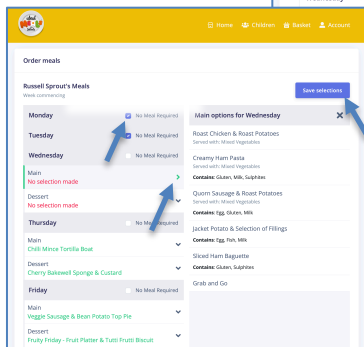 Wednesday
Home Children Basket Account
Order meals
Russell Sprout's Meals
Week commencing
Save selections
Monday
No Meal Required
Tuesday
No Meal Required
Wednesday
Main
No selection made
Dessert
No selection made
Thursday
No Meal Required
Main
Chilli Mince Tortilla Boat
Dessert
Cherry Bakewell Sponge & Custard
Friday
No Meal Required
Main
Veggie Sausage & Bean Potato Top Pie
Dessert
Fruity Friday - Fruit Platter & Tutti Frutti Biscuit
Main options for Wednesday
Roast Chicken & Roast Potatoes
Served with: Mixed Vegetables
Creamy Ham Pasta
Served with: Mixed Vegetables
Contains: Gluten, Milk, Sulphites
Quorn Sausage & Roast Potatoes
Served with: Mixed Vegetables
Contains: Egg, Gluten, Milk
Jacket Potato & Selection of Fillings
Contains: Egg, Fish, Milk
Sliced Ham Baguette
Contains: Gluten, Sulphites
Grab and Go